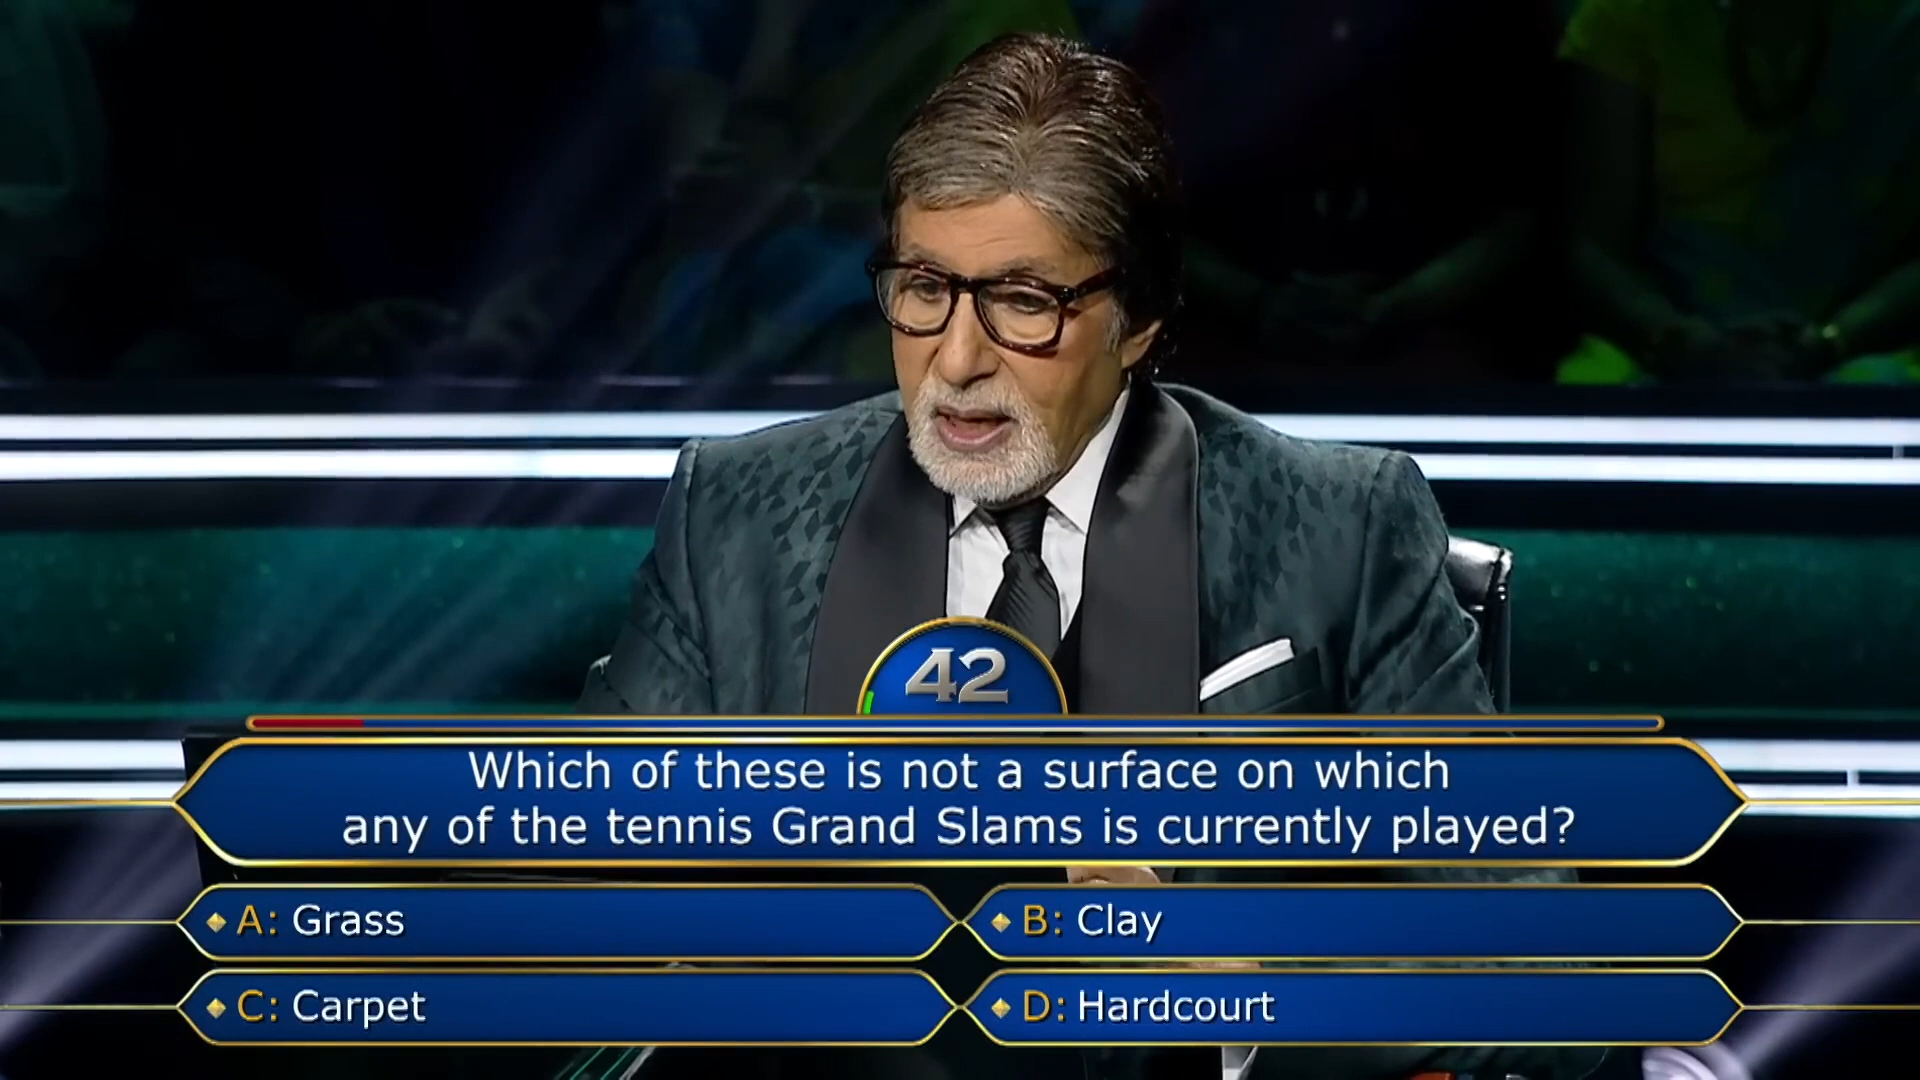 42
Which of these is not a surface on which
any of the tennis Grand Slams is currently played?
A: Grass
B: Clay
C: Carpet
D: Hardcourt